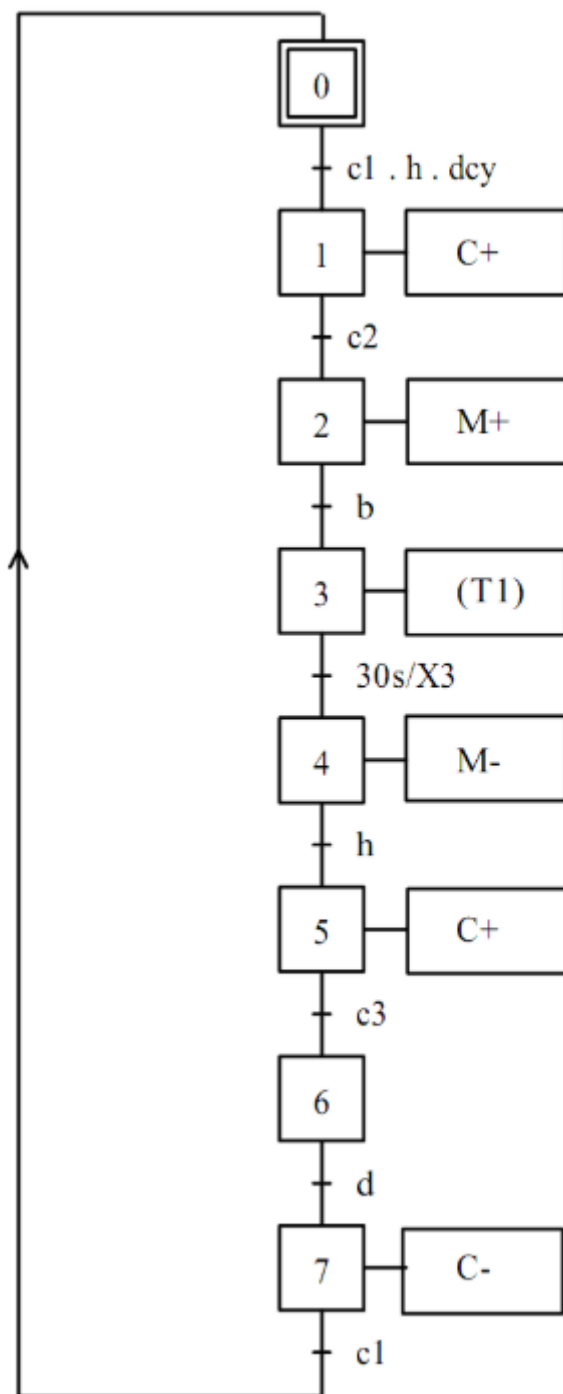 0
c1 . h . dcy
1 C+
c2
2 M+
b
3 (T1)
30s/X3
4 M-
h
5 C+
c3
6
d
7 C-
c1